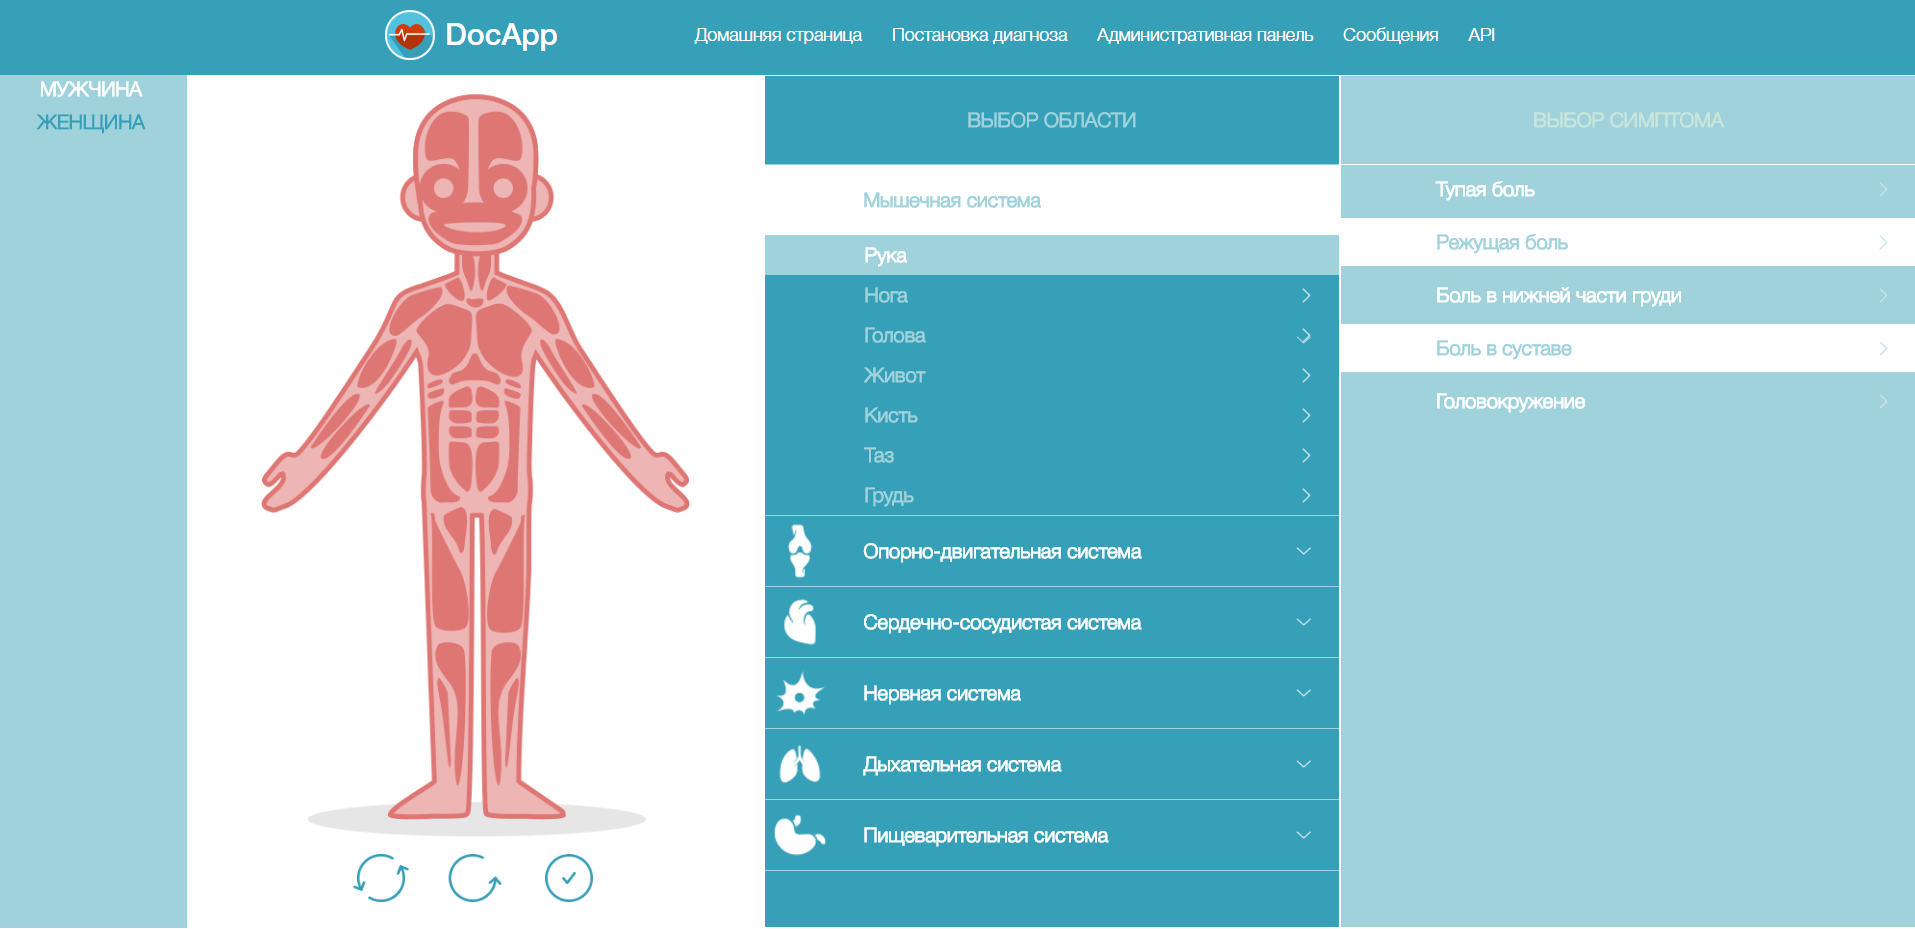 DocApp
Домашняя страница
Постановка диагноза
Административная панель
Сообщения
API
МУЖЧИНА
ЖЕНЩИНА
ВЫБОР ОБЛАСТИ
Мышечная система
Рука
Нога
Голова
Живот
Кисть
Таз
Грудь
Опорно-двигательная система
Сердечно-сосудистая система
Нервная система
Дыхательная система
Пищеварительная система
ВЫБОР СИМПТОМА
Тупая боль
Режущая боль
Боль в нижней части груди
Боль в суставе
Головокружение